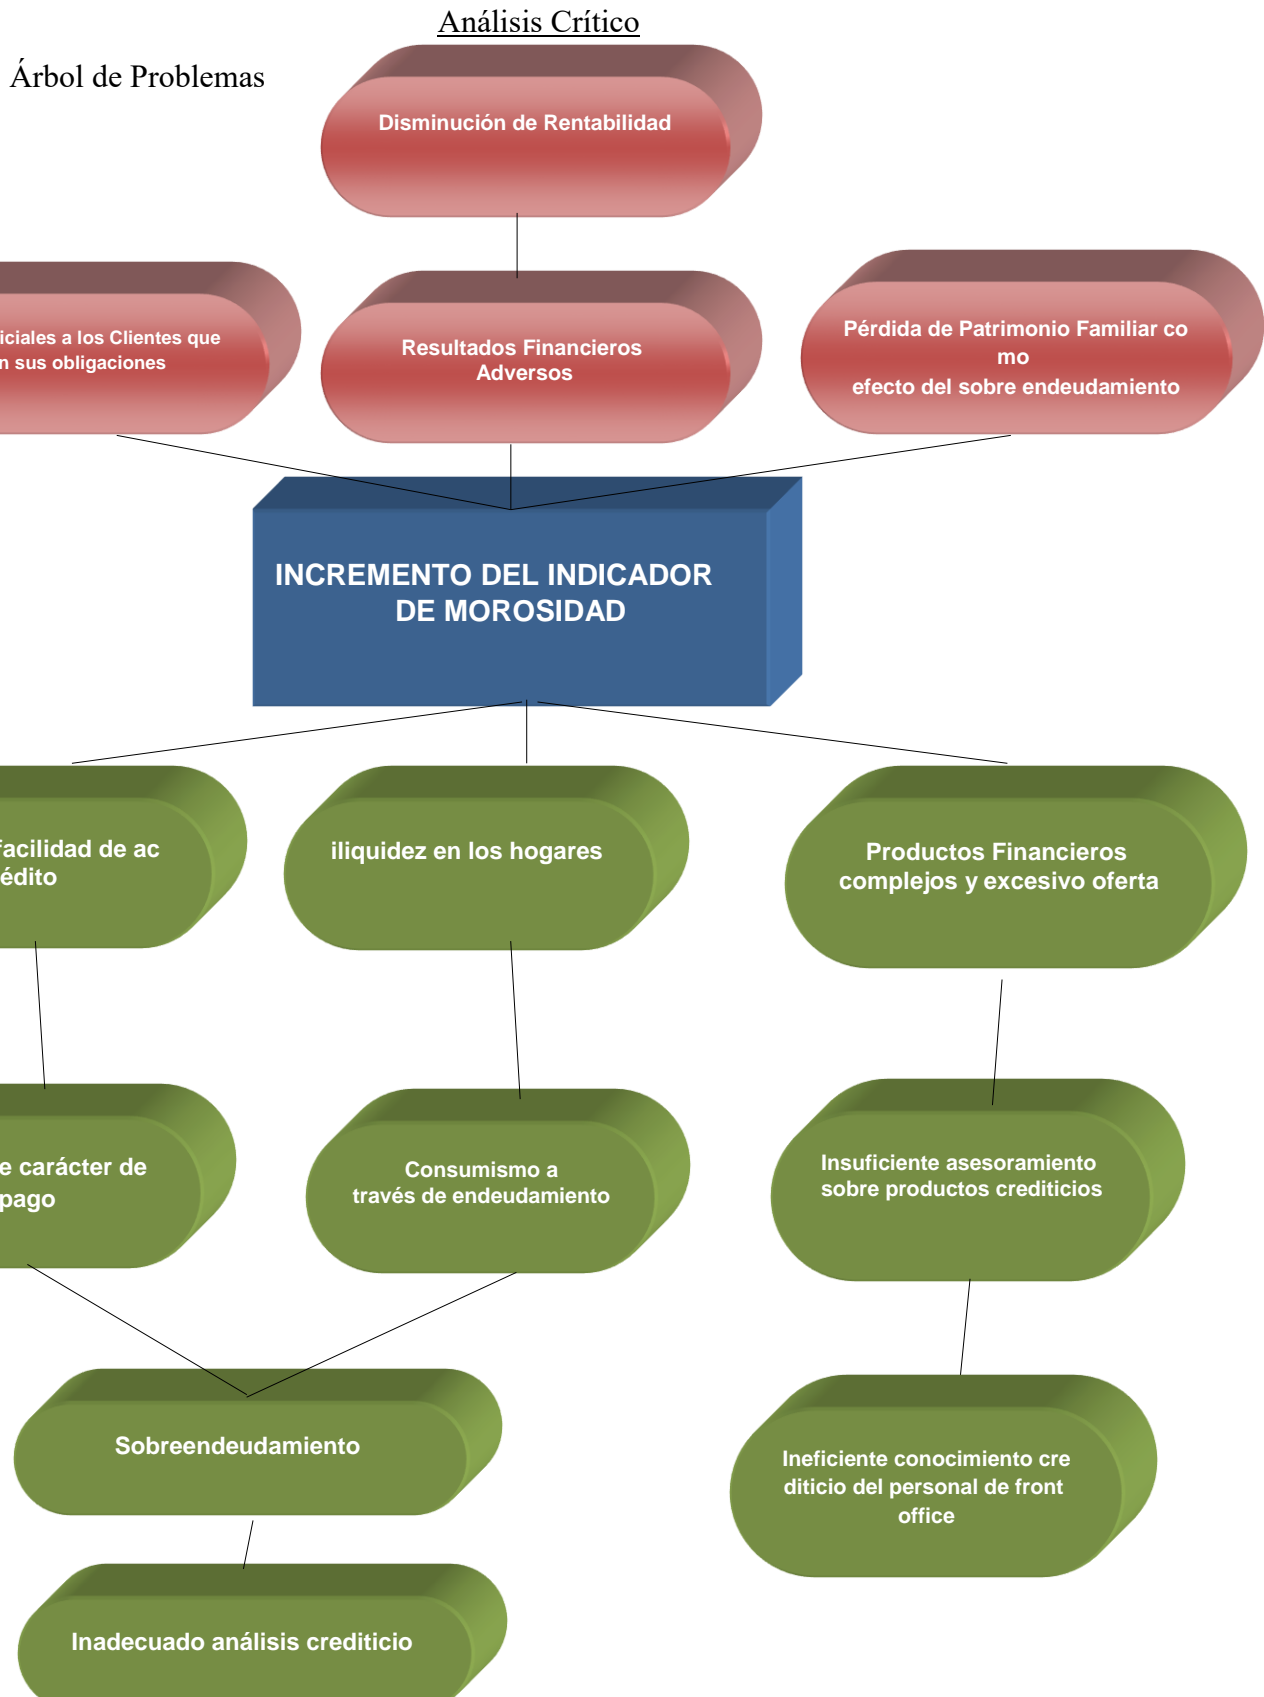 Análisis Crítico
Árbol de Problemas
Disminución de Rentabilidad
a los Clientes que
sus obligaciones
Resultados Financieros
Adversos
Pérdida de Patrimonio Familiar co
mo
efecto del sobre endeudamiento
INCREMENTO DEL INDICADOR
DE MOROSIDAD
facilidad de ac
iliquidez en los hogares
Productos Financieros
complejos y excesivo oferta
carácter de
pago
Consumismo a
través de endeudamiento
Insuficiente asesoramiento
sobre productos crediticios
Sobreendeudamiento
Ineficiente conocimiento cre
diticio del personal de front
office
Inadecuado análisis crediticio